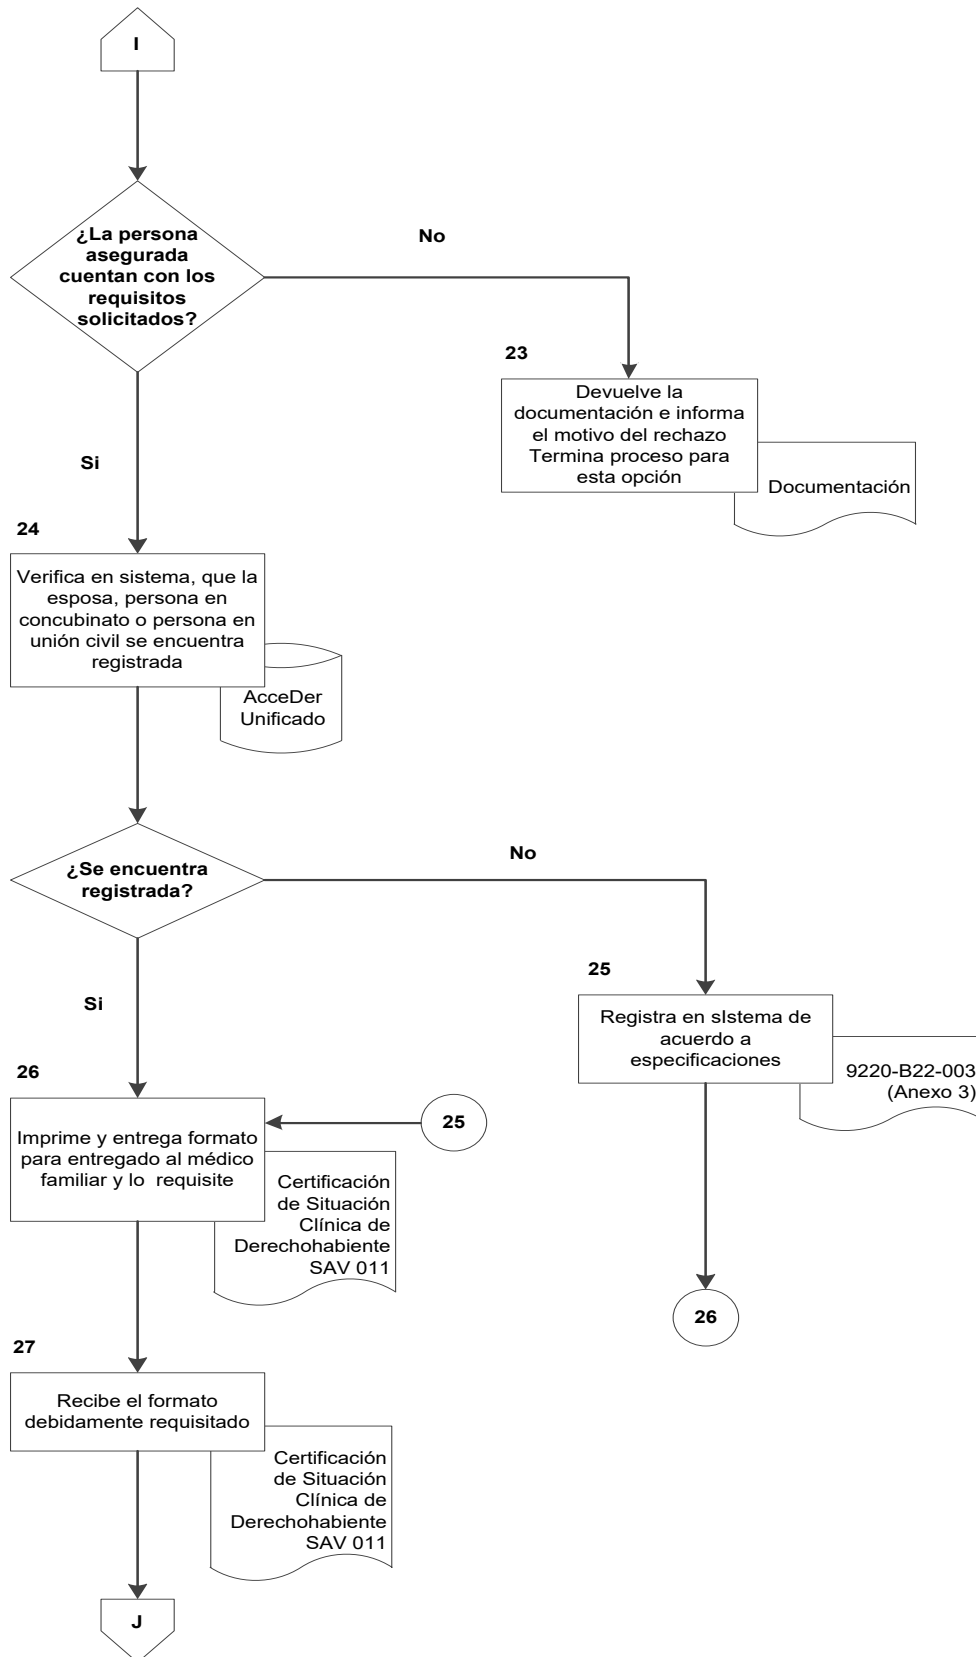 I
¿La persona
asegurada
cuentan con los
requisitos
solicitados?
No
23
Devuelve la
documentación e informa
el motivo del rechazo
Termina proceso para
esta opción
Documentación
Si
24
Verifica en sistema, que la
esposa, persona en
concubinato o persona en
unión civil se encuentra
registrada
AcceDer
Unificado
¿Se encuentra
registrada?
No
25
Registra en sIstema de
acuerdo a
especificaciones
9220-B22-003
(Anexo 3)
26
Si
26
Imprime y entrega formato
para entregado al médico
familiar y lo requisite
25
Certificación
de Situación
Clínica de
Derechohabiente
SAV 011
27
Recibe el formato
debidamente requisitado
Certificación
de Situación
Clínica de
Derechohabiente
SAV 011
J